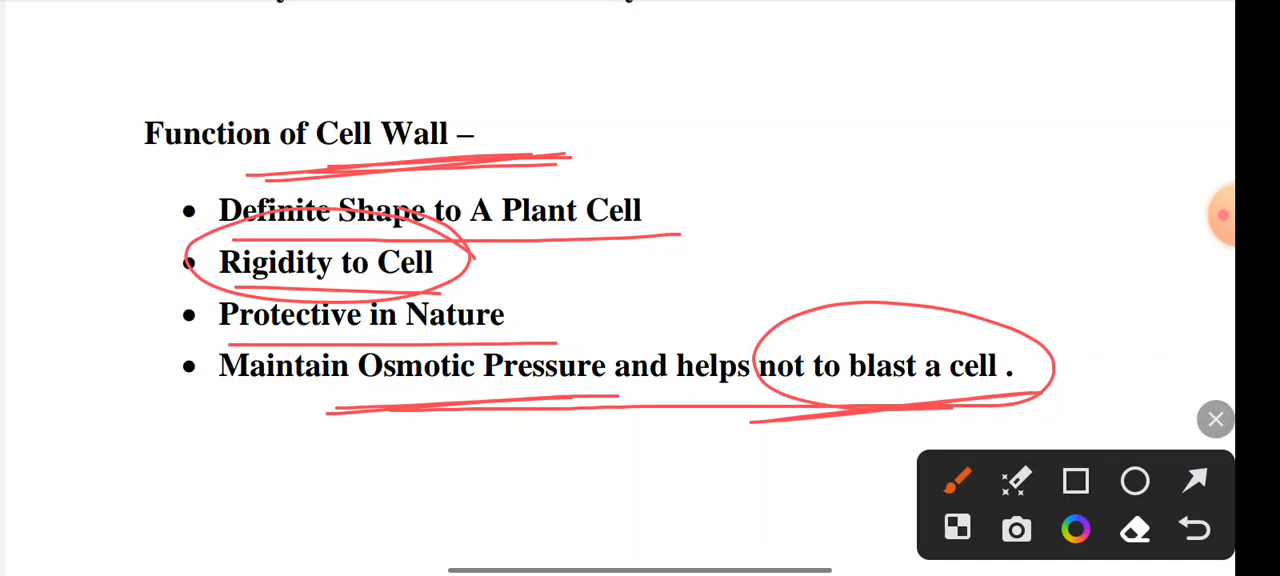 Function of Cell Wall –
• Definite Shape to A Plant Cell
• Rigidity to Cell
• Protective in Nature
• Maintain Osmotic Pressure and helps not to blast a cell .